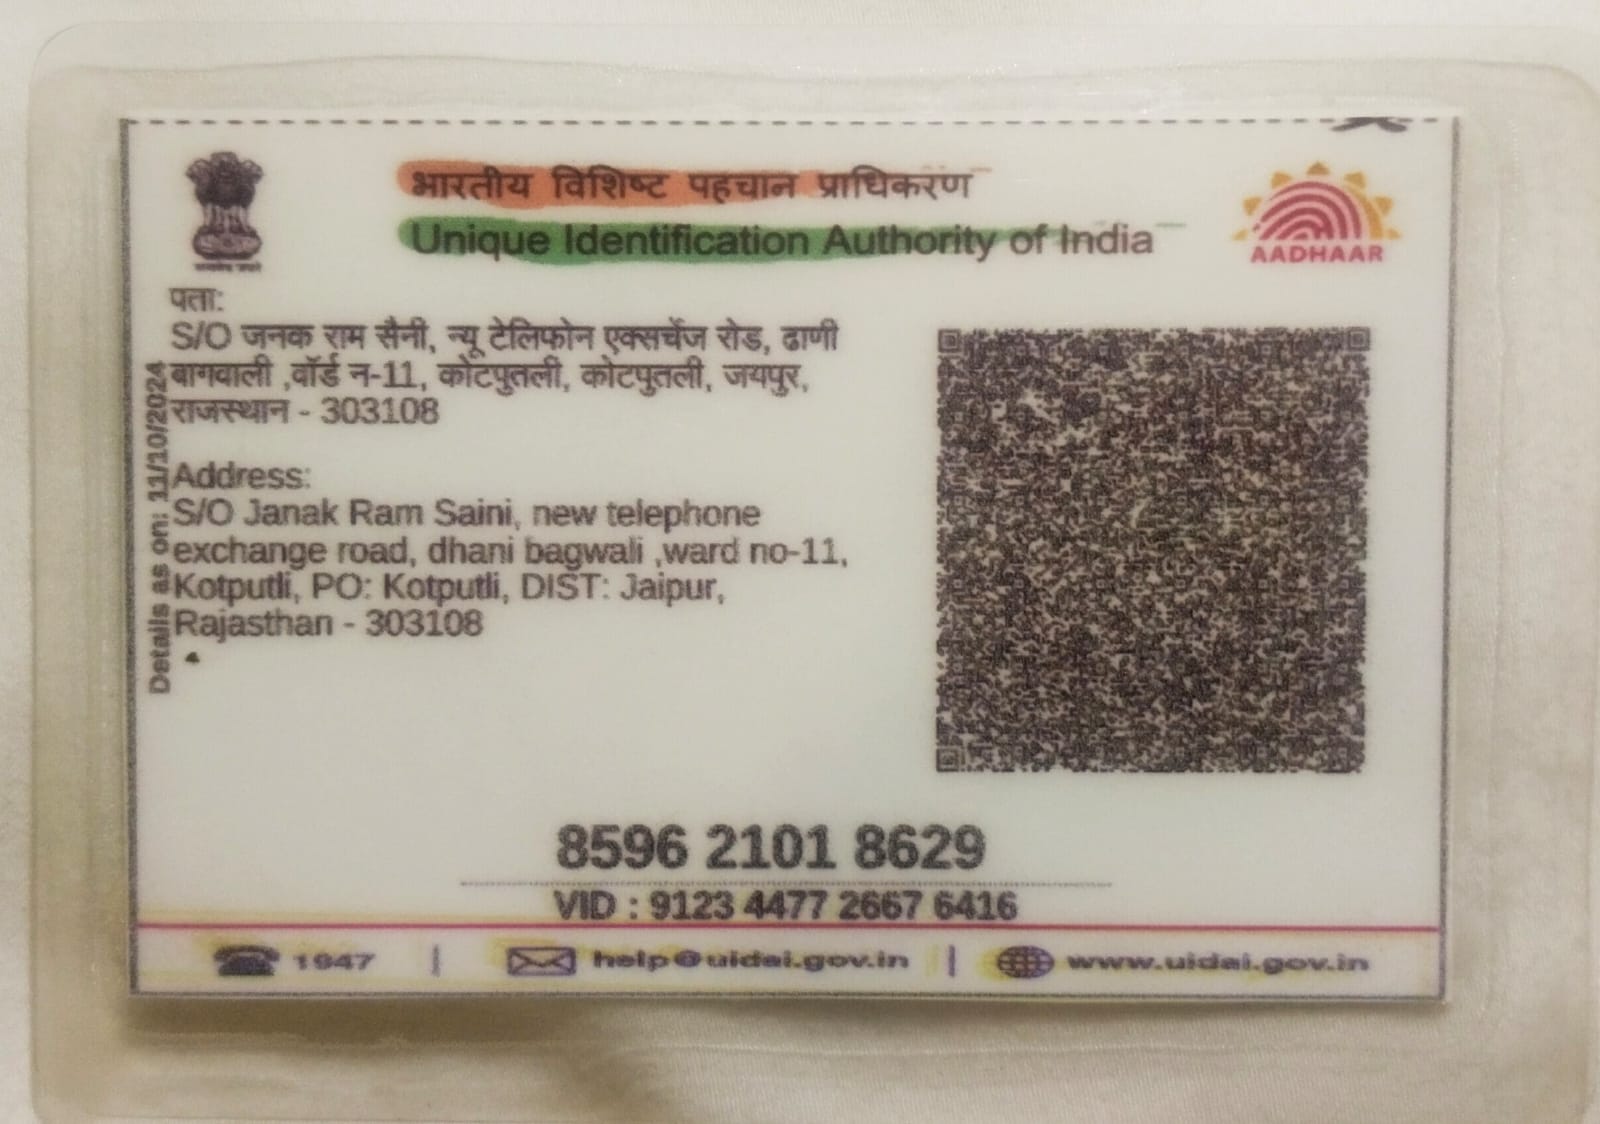 भारतीय विशिष्ट पहचान प्राधिकरण
Unique Identification Authority of India
AADHAAR
पता:
S/O जनक राम सैनी, न्यू टेलिफोन एक्सचेंज रोड, ढाणी
बागवाली ,वॉर्ड न-11, कोटपुतली, कोटपुतली, जयपुर,
राजस्थान - 303108
Address:
S/O Janak Ram Saini, new telephone
exchange road, dhani bagwali ,ward no-11,
Kotputli, PO: Kotputli, DIST: Jaipur,
Rajasthan - 303108
Details as on: 11/10/2024
8596 2101 8629
VID : 9123 4477 2667 6416
1947 | help@uidai.gov.in | www.uidai.gov.in